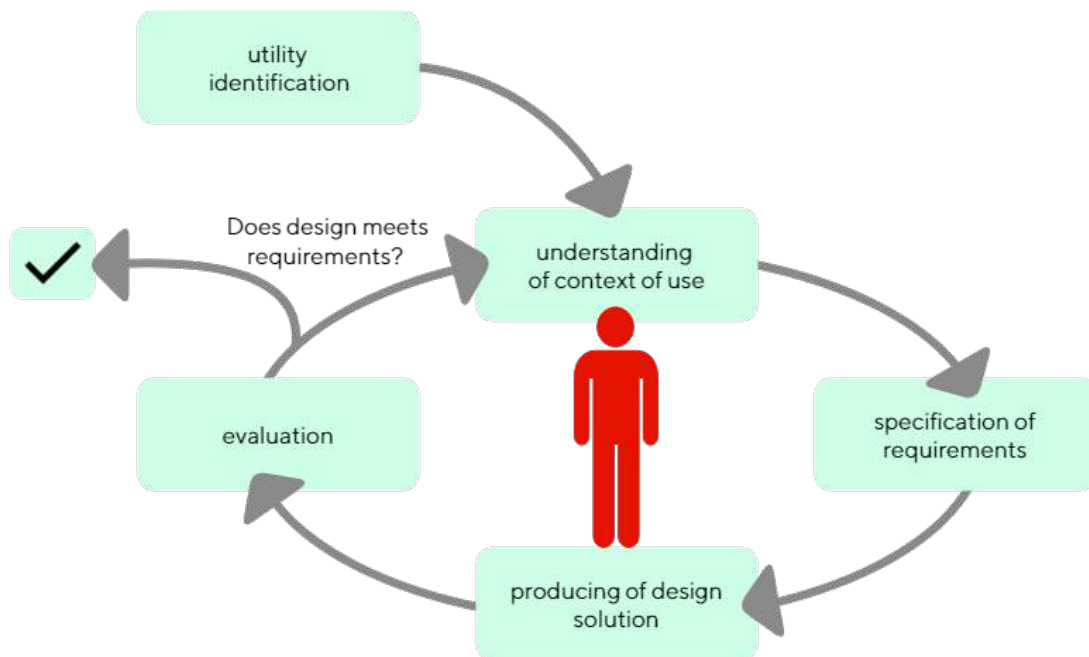 utility
identification
Does design meets
requirements?
understanding
of context of use
evaluation
specification of
requirements
producing of design
solution